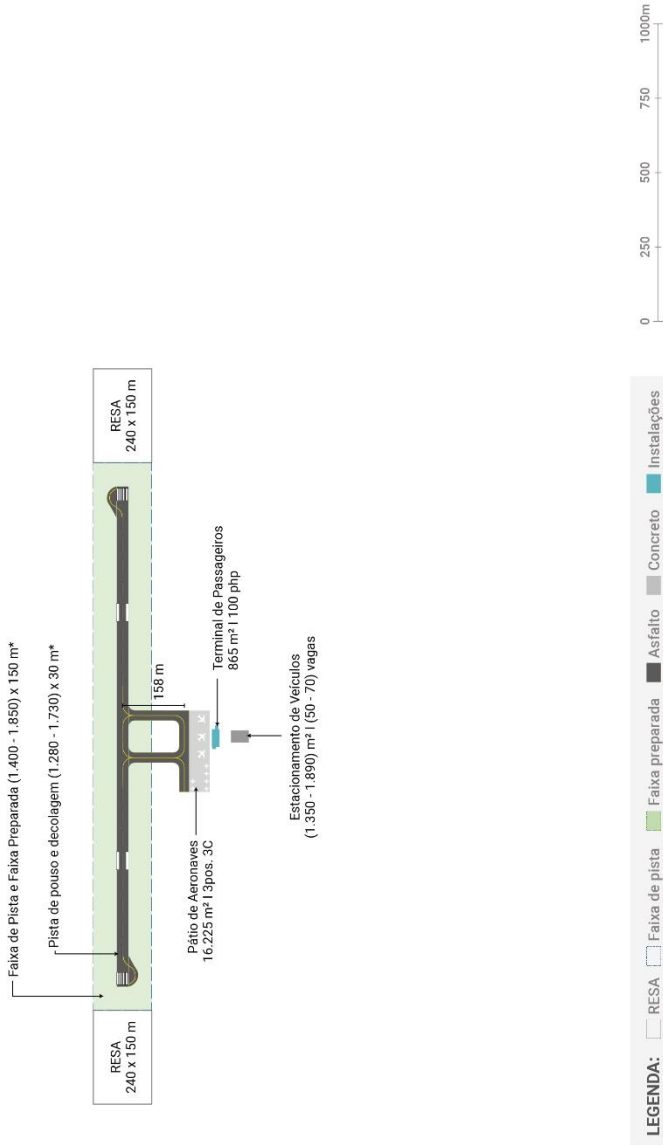 Faixa de Pista e Faixa Preparada (1.400 - 1.850) x 150 m*
Pista de pouso e decolagem (1.280 - 1.730) x 30 m*
RESA
240 x 150 m
RESA
240 x 150 m
158 m
Pátio de Aeronaves
16.225 m² I 3pos. 3C
Terminal de Passageiros
865 m² I 100 php
Estacionamento de Veículos
(1.350 - 1.890) m² I (50 - 70) vagas
LEGENDA: RESA Faixa de pista Faixa preparada Asfalto Concreto Instalações
0 250 500 750 1000m